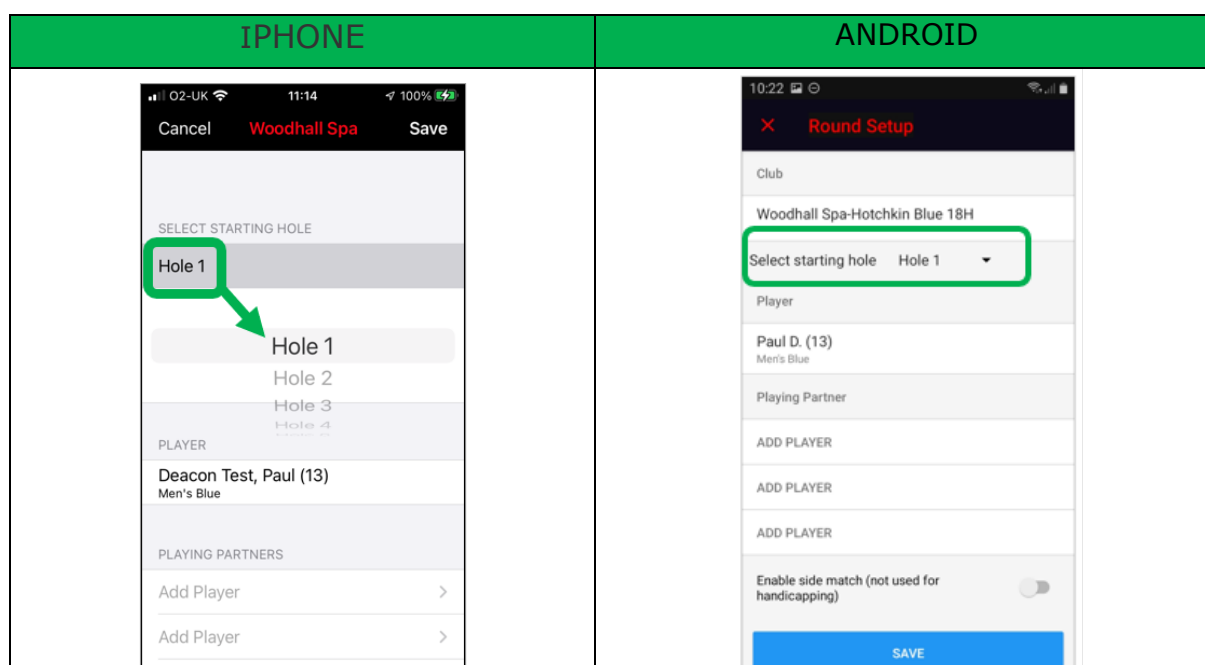 IPHONE
O2-UK 11:14 100%
Cancel Woodhall Spa Save
SELECT STARTING HOLE
Hole 1
Hole 1
Hole 2
Hole 3
Hole 4
PLAYER
Deacon Test, Paul (13)
Men's Blue
PLAYING PARTNERS
Add Player
Add Player
ANDROID
10:22
× Round Setup
Club
Woodhall Spa-Hotchkin Blue 18H
Select starting hole Hole 1
Player
Paul D. (13)
Men's Blue
Playing Partner
ADD PLAYER
ADD PLAYER
ADD PLAYER
Enable side match (not used for
handicapping)
SAVE